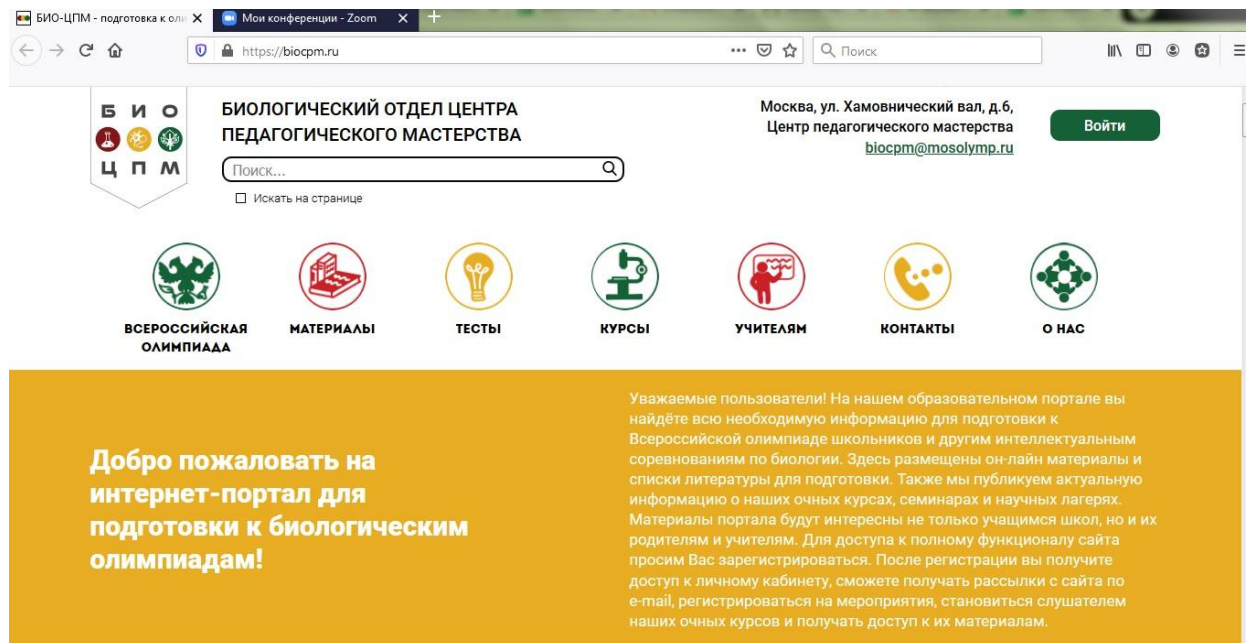 БИО-ЦПМ - подготовка к оли
Мои конференции - Zoom
https://biocpm.ru
Поиск
БИО
ЦПМ
БИОЛОГИЧЕСКИЙ ОТДЕЛ ЦЕНТРА
ПЕДАГОГИЧЕСКОГО МАСТЕРСТВА
Поиск...
Искать на странице
Москва, ул. Хамовнический вал, д.6,
Центр педагогического мастерства
biocpm@mosolymp.ru
Войти
ВСЕРОССИЙСКАЯ
ОЛИМПИАДА
МАТЕРИАЛЫ
ТЕСТЫ
КУРСЫ
УЧИТЕЛЯМ
КОНТАКТЫ
О НАС
Добро пожаловать на
интернет-портал для
подготовки к биологическим
олимпиадам!
Уважаемые пользователи! На нашем образовательном портале вы
найдёте всю необходимую информацию для подготовки к
Всероссийской олимпиаде школьников и другим интеллектуальным
соревнованиям по биологии. Здесь размещены он-лайн материалы и
списки литературы для подготовки. Также мы публикуем актуальную
информацию о наших очных курсах, семинарах и научных лагерях.
Материалы портала будут интересны не только учащимся школ, но и их
родителям и учителям. Для доступа к полному функционалу сайта
просим Вас зарегистрироваться. После регистрации вы получите
доступ к личному кабинету, сможете получать рассылки с сайта по
e-mail, регистрироваться на мероприятия, становиться слушателем
наших очных курсов и получать доступ к их материалам.